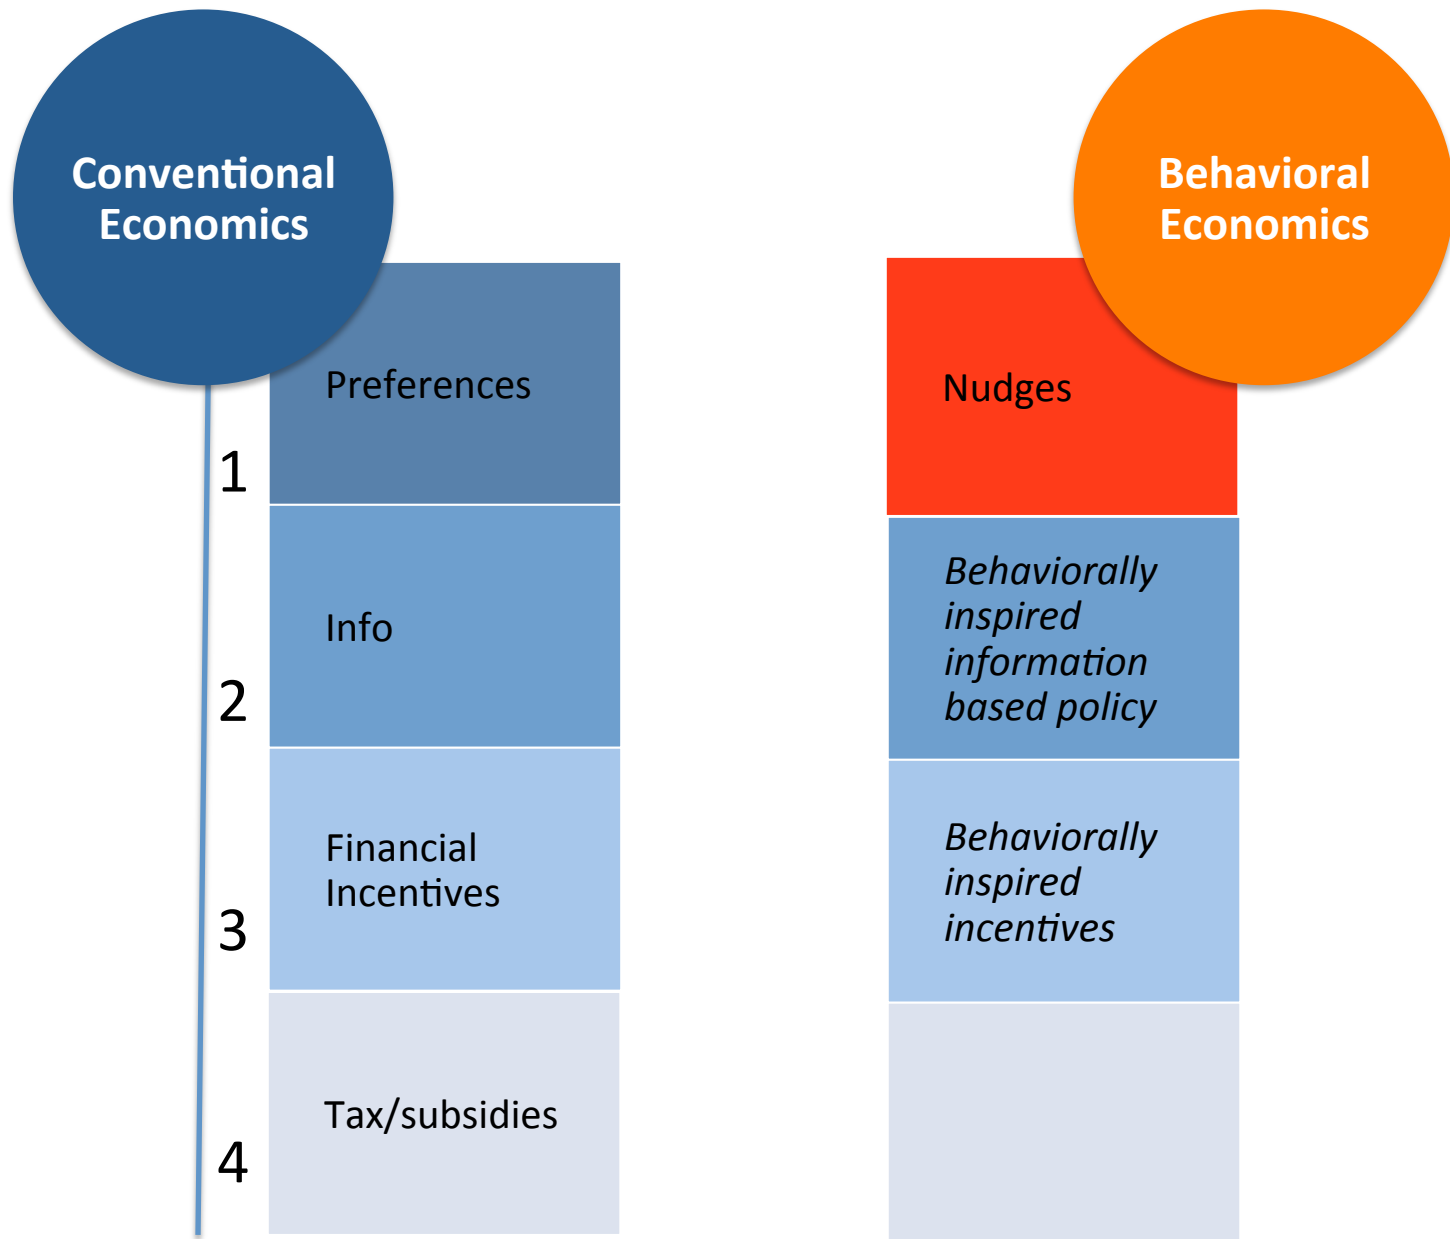 Conventional
Economics
Behavioral
Economics
Preferences
1
Info
2
Financial
Incentives
3
Tax/subsidies
4
Nudges
Behaviorally
inspired
information
based policy
Behaviorally
inspired
incentives